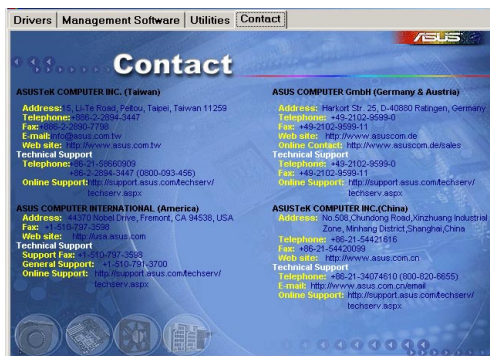 Drivers Management Software Utilities Contact
ASUS
Contact
ASUSTeK COMPUTER INC. (Taiwan)
Address:15, Li-Te Road, Peitou, Taipei, Taiwan 11259
Telephone:+886-2-2894-3447
Fax:+886-2-2890-7798
E-mail:info@asus.com.tw
Web site: http://www.asus.com.tw
Technical Support
Telephone:+86-21-58660909
+86-2-2894-3447 (0800-093-456)
Online Support:http://support.asus.com/techserv/
techserv.aspx
ASUS COMPUTER INTERNATIONAL (America)
Address: 44370 Nobel Drive, Fremont, CA 94538, USA
Fax: +1-510-797-3598
Web site: http://usa.asus.com
Technical Support
Support Fax: +1-510-797-3598
General Support: +1-510-791-3700
Online Support: http://support.asus.com/techserv/
techserv.aspx
ASUS COMPUTER GmbH (Germany & Austria)
Address: Harkort Str. 25, D-40880 Ratingen, Germany
Telephone: +49-2102-9599-0
Fax: +49-2102-9599-11
Web site: http://www.asuscom.de
Online Contact: http://www.asuscom.de/sales
Technical Support
Telephone: +49-2102-9599-0
Fax: +49-2102-9599-11
Online Support: http://support.asus.com/techserv/
techserv.aspx
ASUSTeK COMPUTER INC.(China)
Address: No.508,Chundong Road,Xinzhuang Industrial
Zone, Minhang District,Shanghai,China
Telephone: +86-21-54421616
Fax: +86-21-54420099
Web site: http://www.asus.com.cn
Technical Support
Telephone: +86-21-34074610 (800-820-6655)
E-mail: http://www.asus.com.cn/email
Online Support: http://support.asus.com/techserv/
techserv.aspx